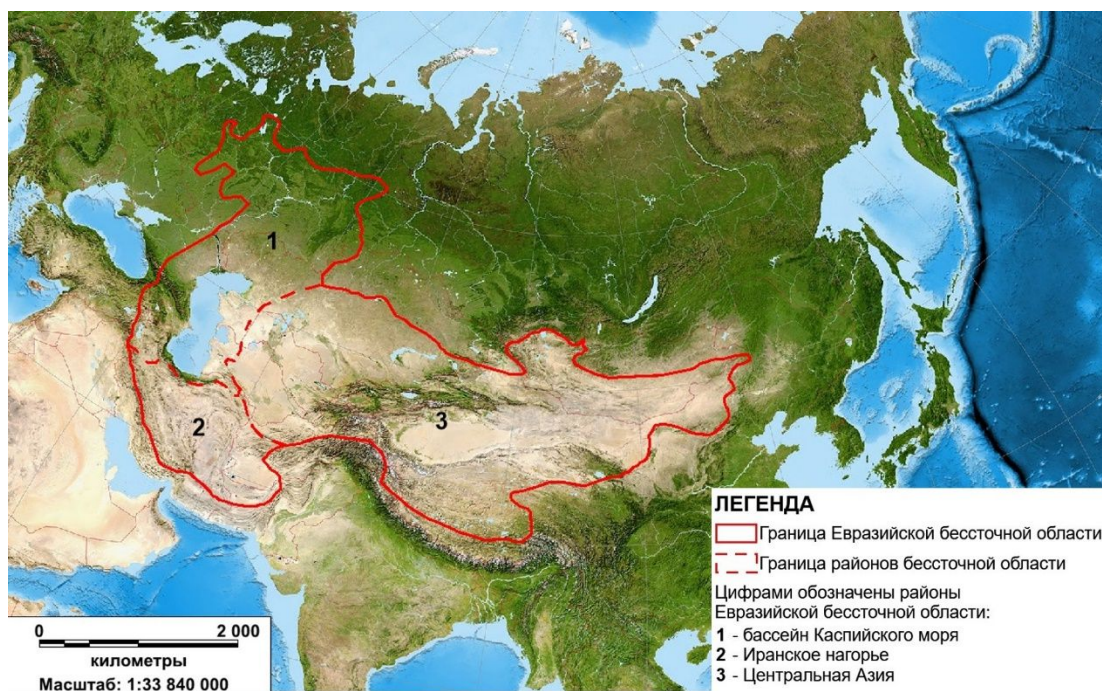 1
2
3
ЛЕГЕНДА
Граница Евразийской бессточной области
Граница районов бессточной области
Цифрами обозначены районы
Евразийской бессточной области:
1 - бассейн Каспийского моря
2 - Иранское нагорье
3 - Центральная Азия
0 2 000
километры
Масштаб: 1:33 840 000